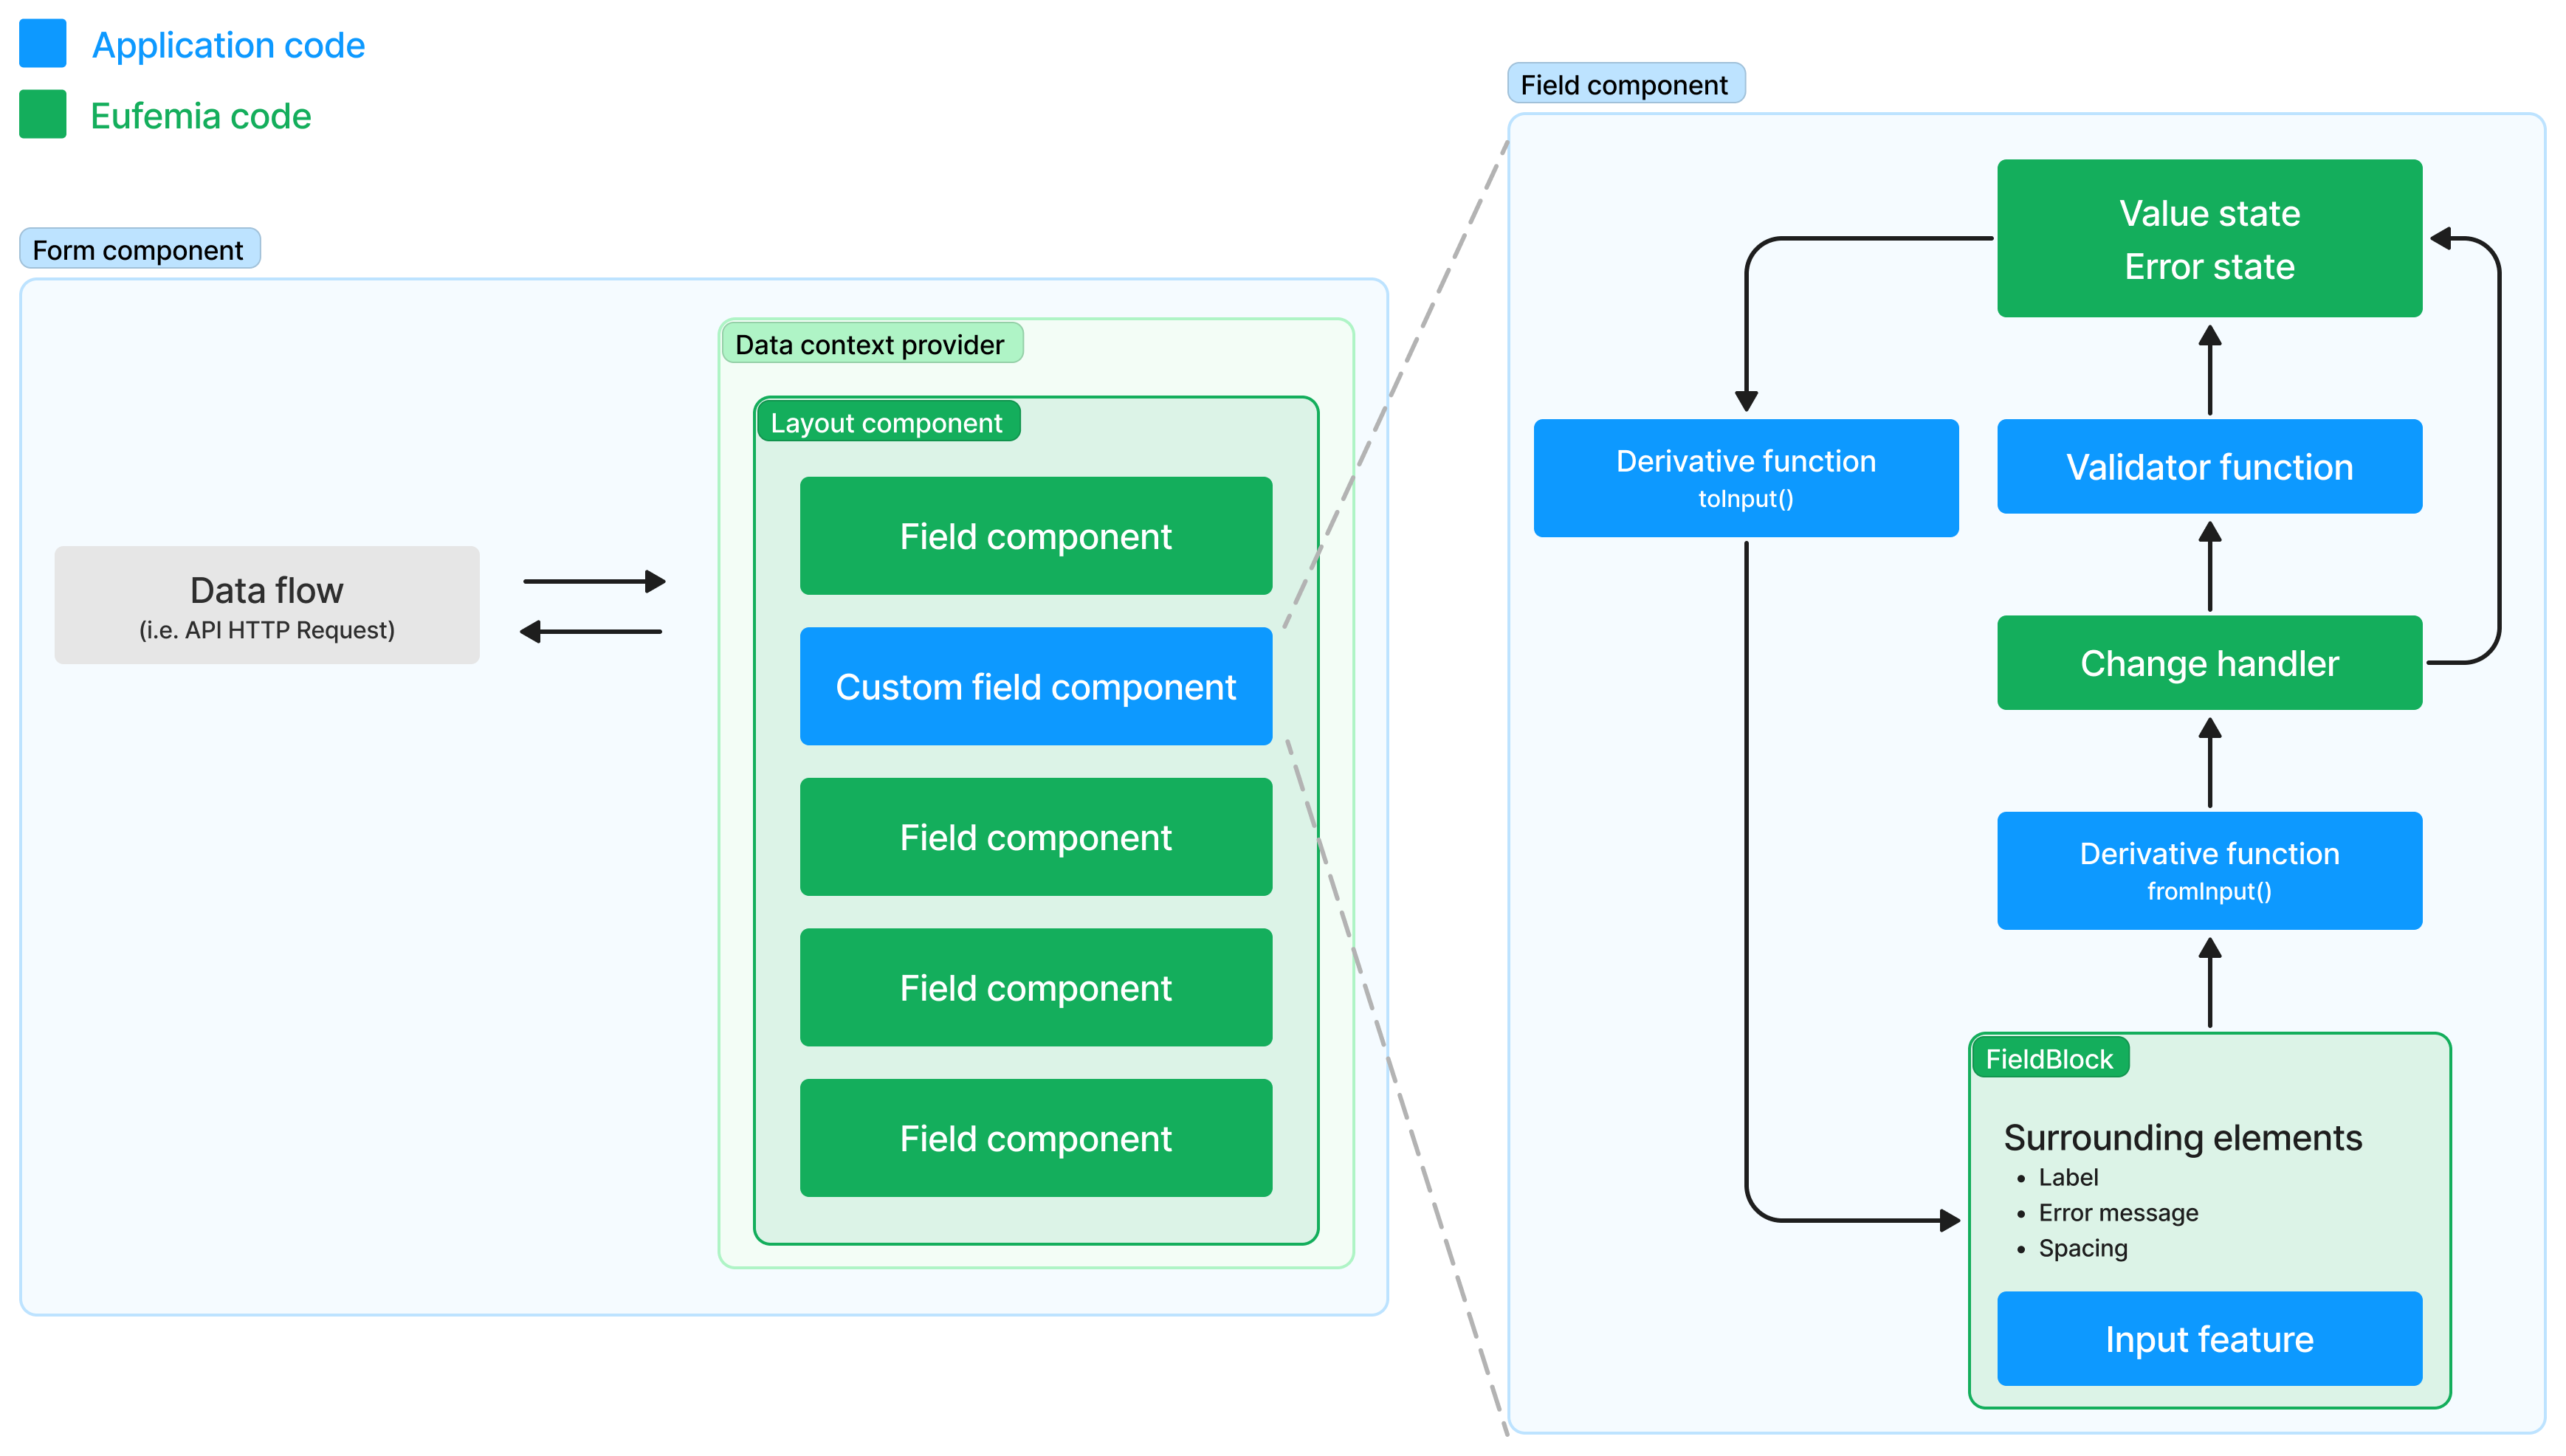 Application code
Eufemia code
Form component
Data flow
(i.e. API HTTP Request)
Data context provider
Layout component
Field component
Custom field component
Field component
Field component
Field component
Field component
Value state
Error state
Derivative function
toInput()
Validator function
Change handler
Derivative function
fromInput()
FieldBlock
Surrounding elements
• Label
• Error message
• Spacing
Input feature